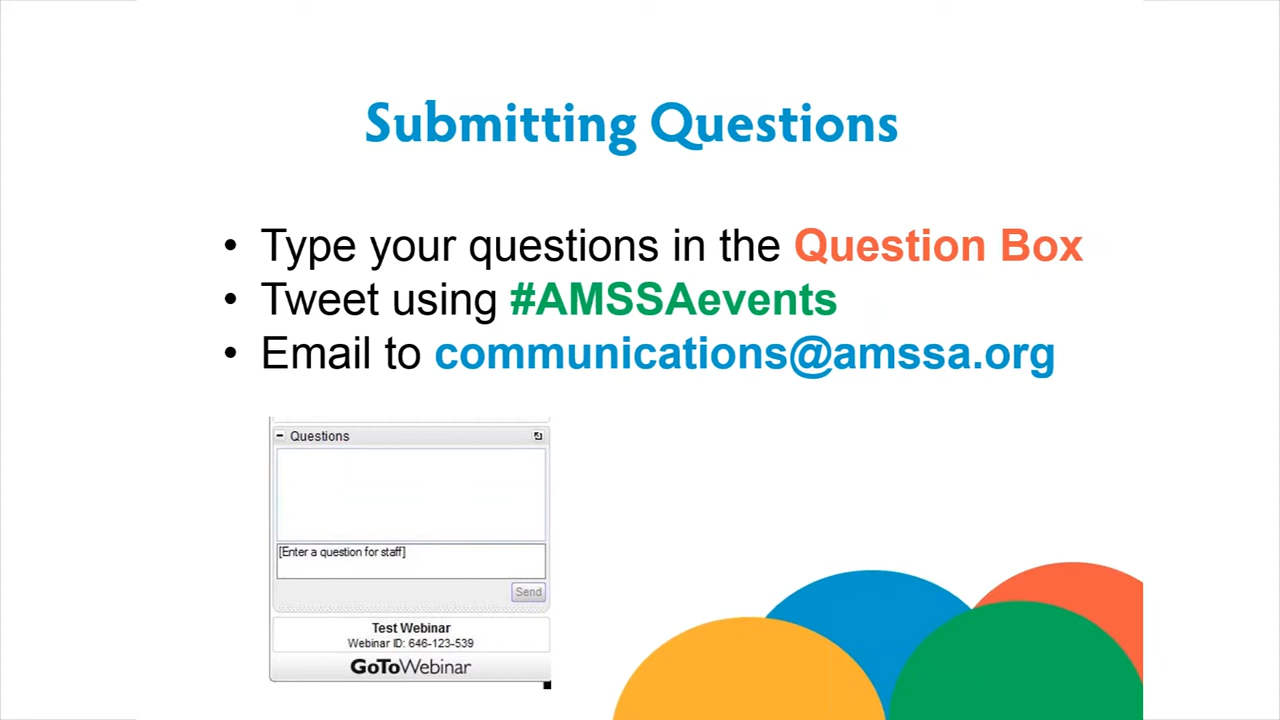 Submitting Questions
• Type your questions in the Question Box
• Tweet using #AMSSAevents
• Email to communications@amssa.org
Questions
[Enter a question for staff]
Send
Test Webinar
Webinar ID: 646-123-539
GoToWebinar